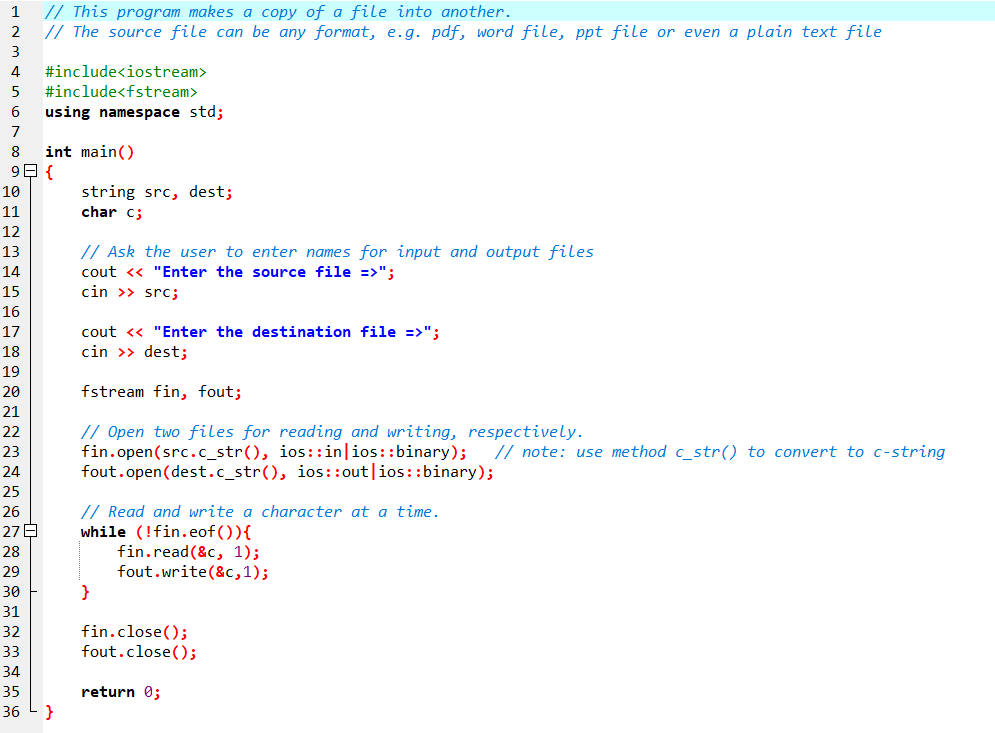 1 // This program makes a copy of a file into another.
2 // The source file can be any format, e.g. pdf, word file, ppt file or even a plain text file
3
4 #include<iostream>
5 #include<fstream>
6 using namespace std;
7
8 int main()
9 {
10     string src, dest;
11     char c;
12
13     // Ask the user to enter names for input and output files
14     cout << "Enter the source file =>";
15     cin >> src;
16
17     cout << "Enter the destination file =>";
18     cin >> dest;
19
20     fstream fin, fout;
21
22     // Open two files for reading and writing, respectively.
23     fin.open(src.c_str(), ios::in|ios::binary);   // note: use method c_str() to convert to c-string
24     fout.open(dest.c_str(), ios::out|ios::binary);
25
26     // Read and write a character at a time.
27     while (!fin.eof()){
28         fin.read(&c, 1);
29         fout.write(&c,1);
30     }
31
32     fin.close();
33     fout.close();
34
35     return 0;
36 }